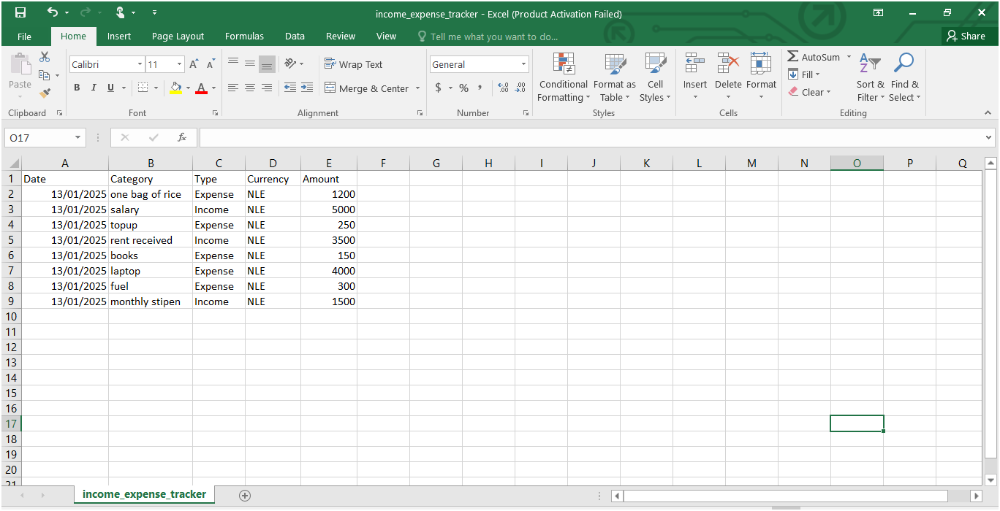 income_expense_tracker - Excel (Product Activation Failed)
File Home Insert Page Layout Formulas Data Review View Tell me what you want to do... Share
Calibri 11 A A Wrap Text General AutoSum
Paste Conditional Format as Cell Insert Delete Format Fill Sort & Find &
B I U A Merge & Center $ % , .0 .00 Formatting Table Styles Clear Filter Select
Clipboard Font Alignment Number Styles Cells Editing
O17 fx
A B C D E F G H I J K L M N O P Q
1 Date Category Type Currency Amount
2 13/01/2025 one bag of rice Expense NLE 1200
3 13/01/2025 salary Income NLE 5000
4 13/01/2025 topup Expense NLE 250
5 13/01/2025 rent received Income NLE 3500
6 13/01/2025 books Expense NLE 150
7 13/01/2025 laptop Expense NLE 4000
8 13/01/2025 fuel Expense NLE 300
9 13/01/2025 monthly stipen Income NLE 1500
10
11
12
13
14
15
16
17
18
19
20
21
income_expense_tracker